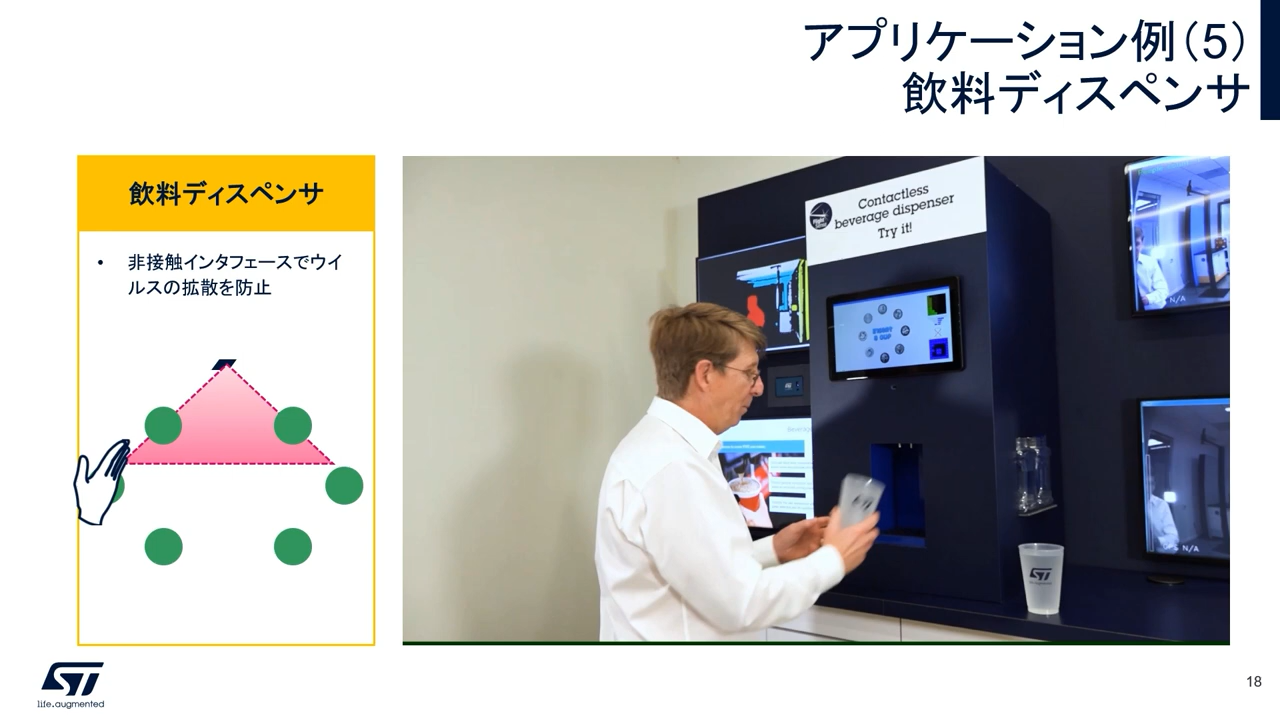 アプリケーション例（5）
飲料ディスペンサ
飲料ディスペンサ
• 非接触インタフェースでウイ
ルスの拡散を防止
Contactless
beverage dispenser
Try it!
N/A
N/A
ST
life.augmented
18